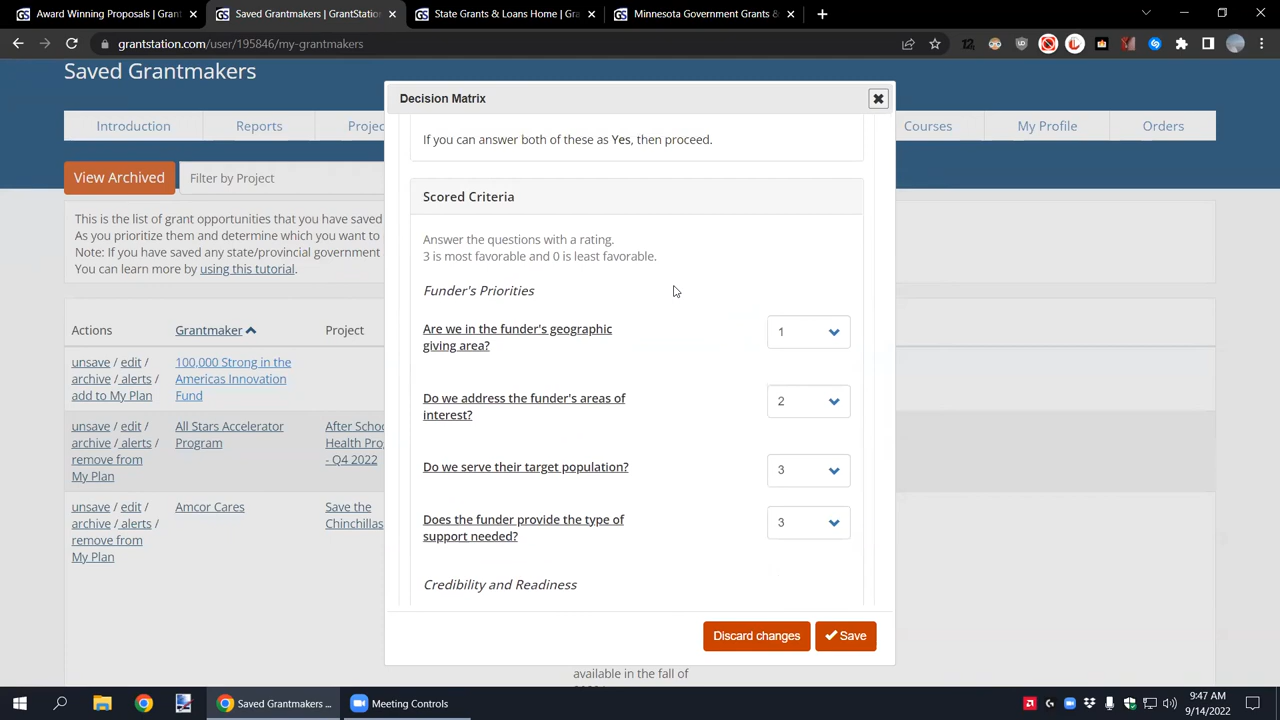 Award Winning Proposals | Grant
Saved Grantmakers | GrantStation
State Grants & Loans Home | Gra
Minnesota Government Grants &
grantstation.com/user/195846/my-grantmakers
Saved Grantmakers
Introduction
Reports
Projec
Courses
My Profile
Orders
View Archived
Filter by Project
This is the list of grant opportunities that you have saved
As you prioritize them and determine which you want to
Note: If you have saved any state/provincial government
You can learn more by using this tutorial.
Actions
Grantmaker
Project
unsave / edit /
archive / alerts /
add to My Plan
100,000 Strong in the
Americas Innovation
Fund
unsave / edit /
archive / alerts /
remove from
My Plan
All Stars Accelerator
Program
After Schoo
Health Pro
- Q4 2022
unsave / edit /
archive / alerts /
remove from
My Plan
Amcor Cares
Save the
Chinchillas
available in the fall of
Decision Matrix
If you can answer both of these as Yes, then proceed.
Scored Criteria
Answer the questions with a rating.
3 is most favorable and 0 is least favorable.
Funder's Priorities
Are we in the funder's geographic
giving area?
1
Do we address the funder's areas of
interest?
2
Do we serve their target population?
3
Does the funder provide the type of
support needed?
3
Credibility and Readiness
Discard changes
Save
Saved Grantmakers ...
Meeting Controls
9:47 AM
9/14/2022